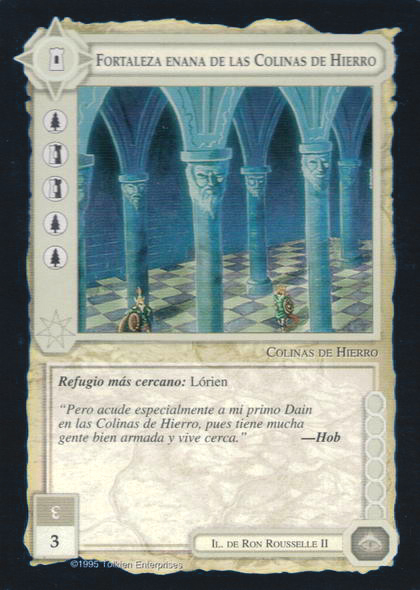 Fortaleza enana de las Colinas de Hierro
Colinas de Hierro
Refugio más cercano: Lórien
“Pero acude especialmente a mi primo Dain
en las Colinas de Hierro, pues tiene mucha
gente bien armada y vive cerca.” —Hob
ε
3
Il. de Ron Rousselle II
©1995 Tolkien Enterprises